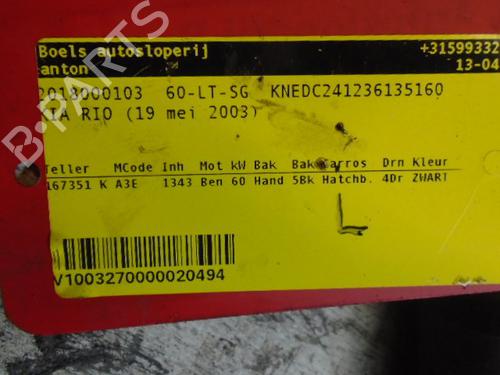 Boels autosloperij +31599332
anton 13-04
2018000103 60-LT-SG KNEDC241236135160
KIA RIO (19 mei 2003)
Teller MCode Inh Mot kW Bak Bak Carros Drn Kleur
167351 K A3E 1343 Ben 60 Hand 5Bk Hatchb. 4Dr ZWART
L
V1003270000020494
B-PARTS